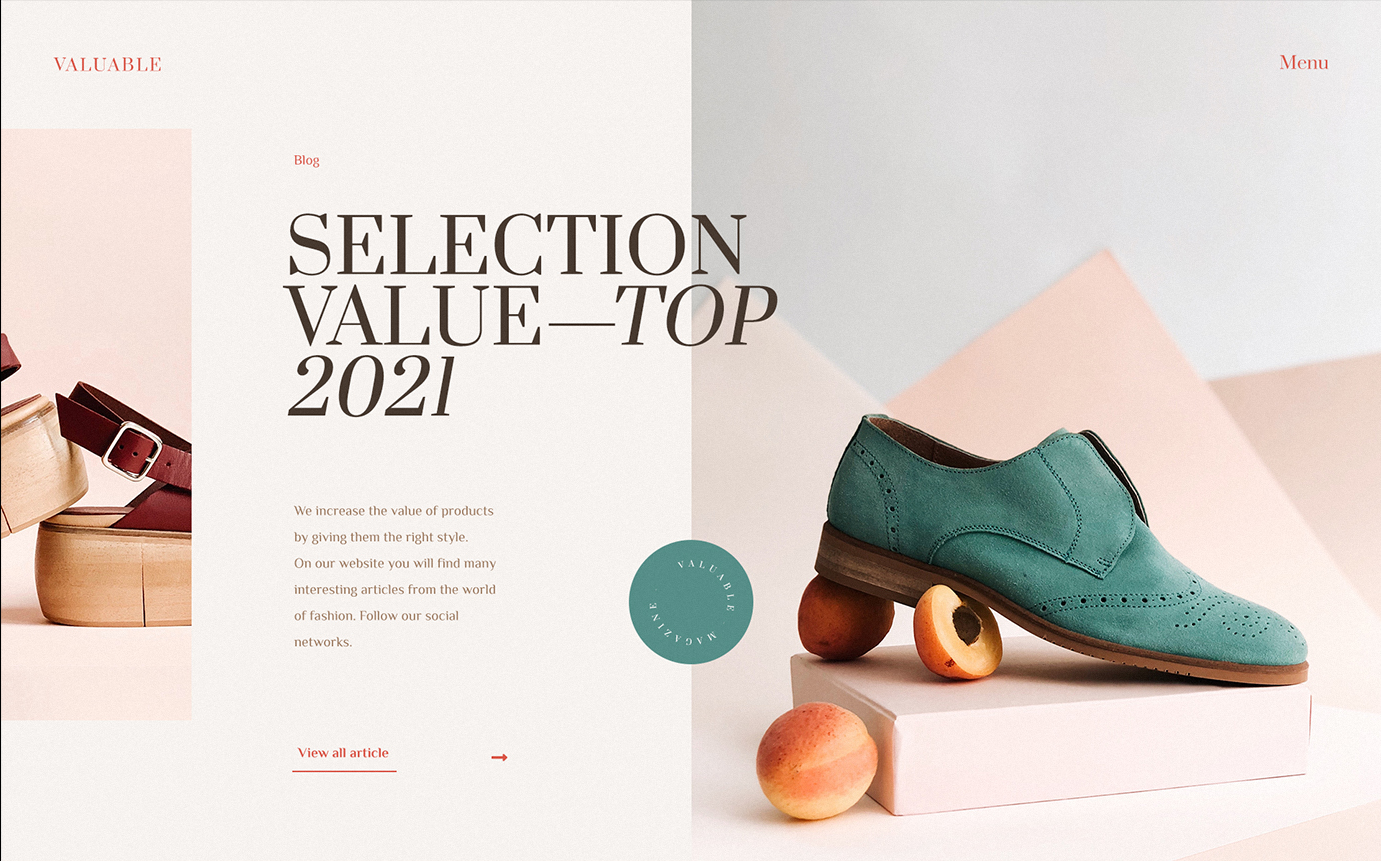 VALUABLE
Menu
Blog
SELECTION
VALUE—TOP
2021
We increase the value of products
by giving them the right style.
On our website you will find many
interesting articles from the world
of fashion. Follow our social
networks.
VALUABLE MAGAZINE
View all article